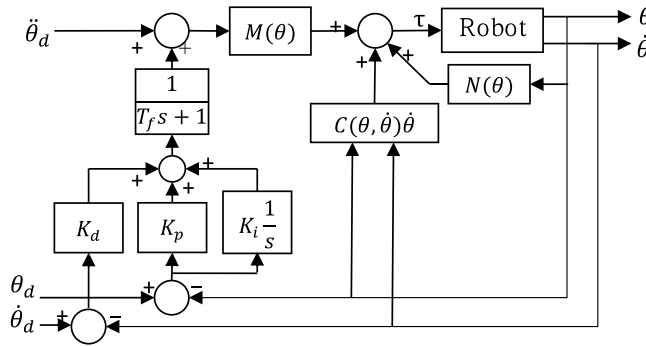 θ̈_d
+
+
M(θ)
+
τ
Robot
θ
θ̇
+
+
N(θ)
1
T_f s + 1
C(θ, θ̇)θ̇
+
+
+
K_d
K_p
K_i 1/s
θ_d
+
−
θ̇_d
+
−